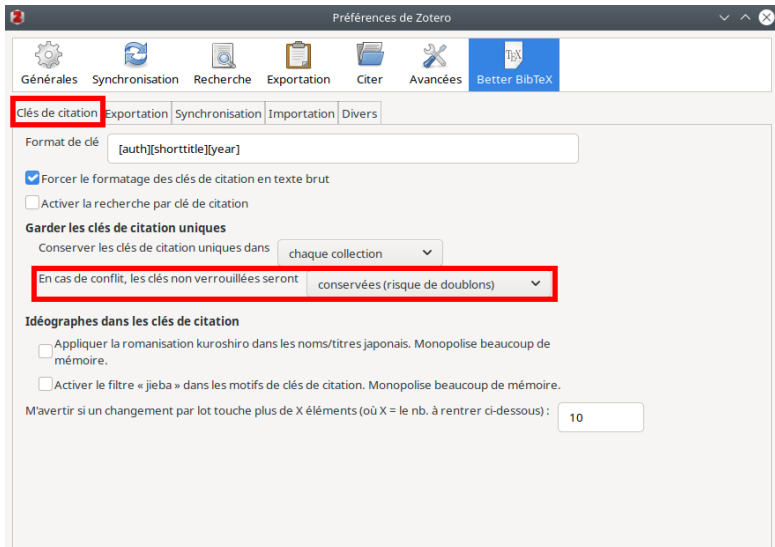 Préférences de Zotero
Générales Synchronisation Recherche Exportation Citer Avancées Better BibTeX
Clés de citation Exportation Synchronisation Importation Divers
Format de clé [auth][shorttitle][year]
Forcer le formatage des clés de citation en texte brut
Activer la recherche par clé de citation
Garder les clés de citation uniques
Conserver les clés de citation uniques dans chaque collection
En cas de conflit, les clés non verrouillées seront conservées (risque de doublons)
Idéographes dans les clés de citation
Appliquer la romanisation kuroshiro dans les noms/titres japonais. Monopolise beaucoup de
mémoire.
Activer le filtre « jieba » dans les motifs de clés de citation. Monopolise beaucoup de mémoire.
M'avertir si un changement par lot touche plus de X éléments (où X = le nb. à rentrer ci-dessous) : 10